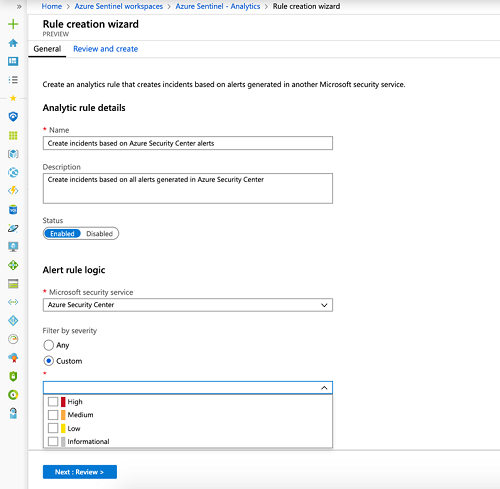 Home > Azure Sentinel workspaces > Azure Sentinel - Analytics > Rule creation wizard
Rule creation wizard
PREVIEW
General Review and create
Create an analytics rule that creates incidents based on alerts generated in another Microsoft security service.
Analytic rule details
* Name
Create incidents based on Azure Security Center alerts
Description
Create incidents based on all alerts generated in Azure Security Center
Status
Enabled Disabled
Alert rule logic
* Microsoft security service
Azure Security Center
Filter by severity
Any
Custom
*
High
Medium
Low
Informational
Next : Review >